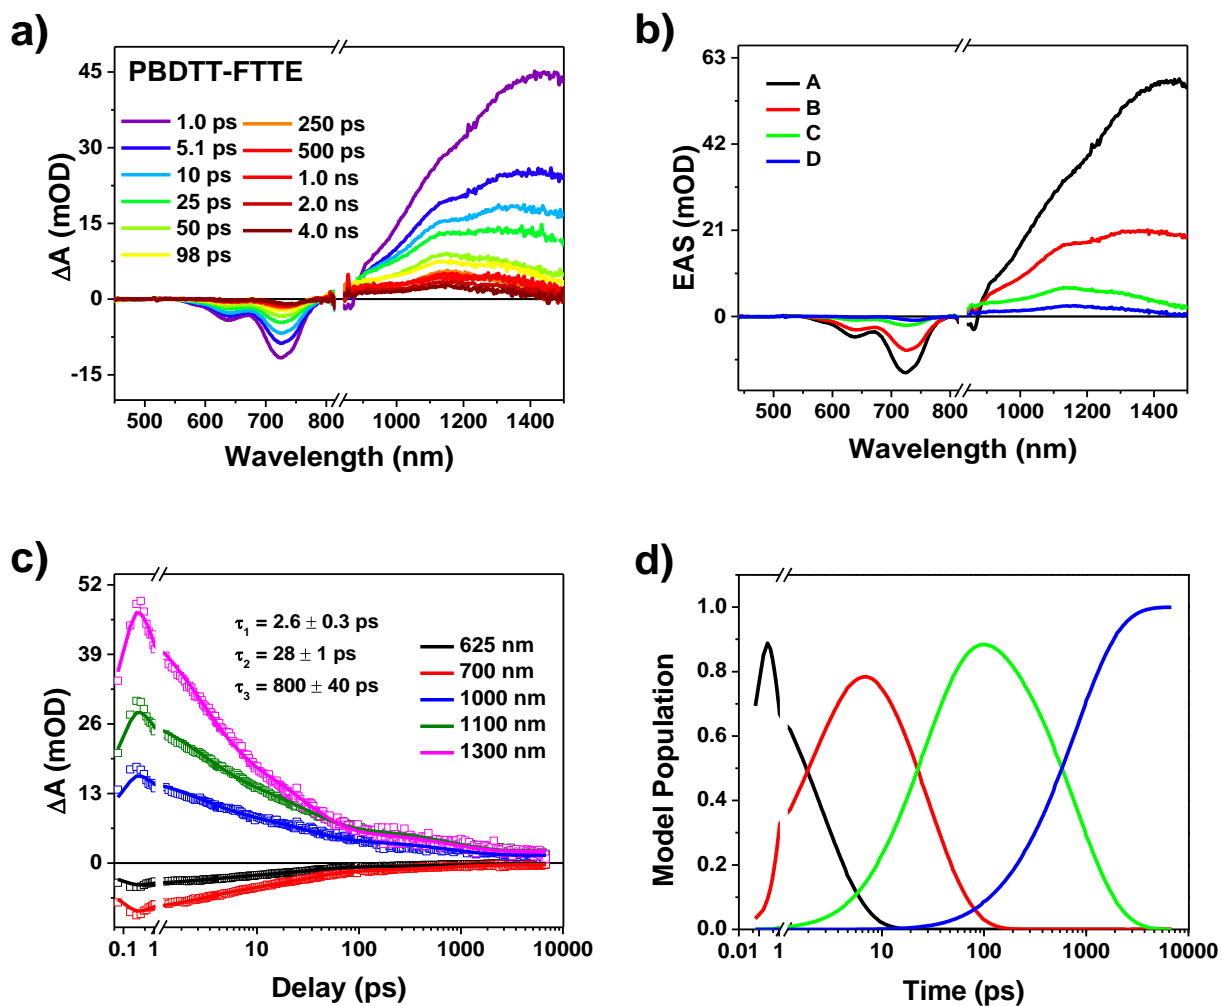 a)
PBDTT-FTTE
1.0 ps
5.1 ps
10 ps
25 ps
50 ps
98 ps
250 ps
500 ps
1.0 ns
2.0 ns
4.0 ns
45
30
15
0
-15
ΔA (mOD)
500 600 700 800 1000 1200 1400
Wavelength (nm)
b)
A
B
C
D
63
42
21
0
EAS (mOD)
500 600 700 800 1000 1200 1400
Wavelength (nm)
c)
τ1 = 2.6 ± 0.3 ps
τ2 = 28 ± 1 ps
τ3 = 800 ± 40 ps
625 nm
700 nm
1000 nm
1100 nm
1300 nm
52
39
26
13
0
ΔA (mOD)
0.1 1 10 100 1000 10000
Delay (ps)
d)
1.0
0.8
0.6
0.4
0.2
0.0
Model Population
0.01 1 10 100 1000 10000
Time (ps)